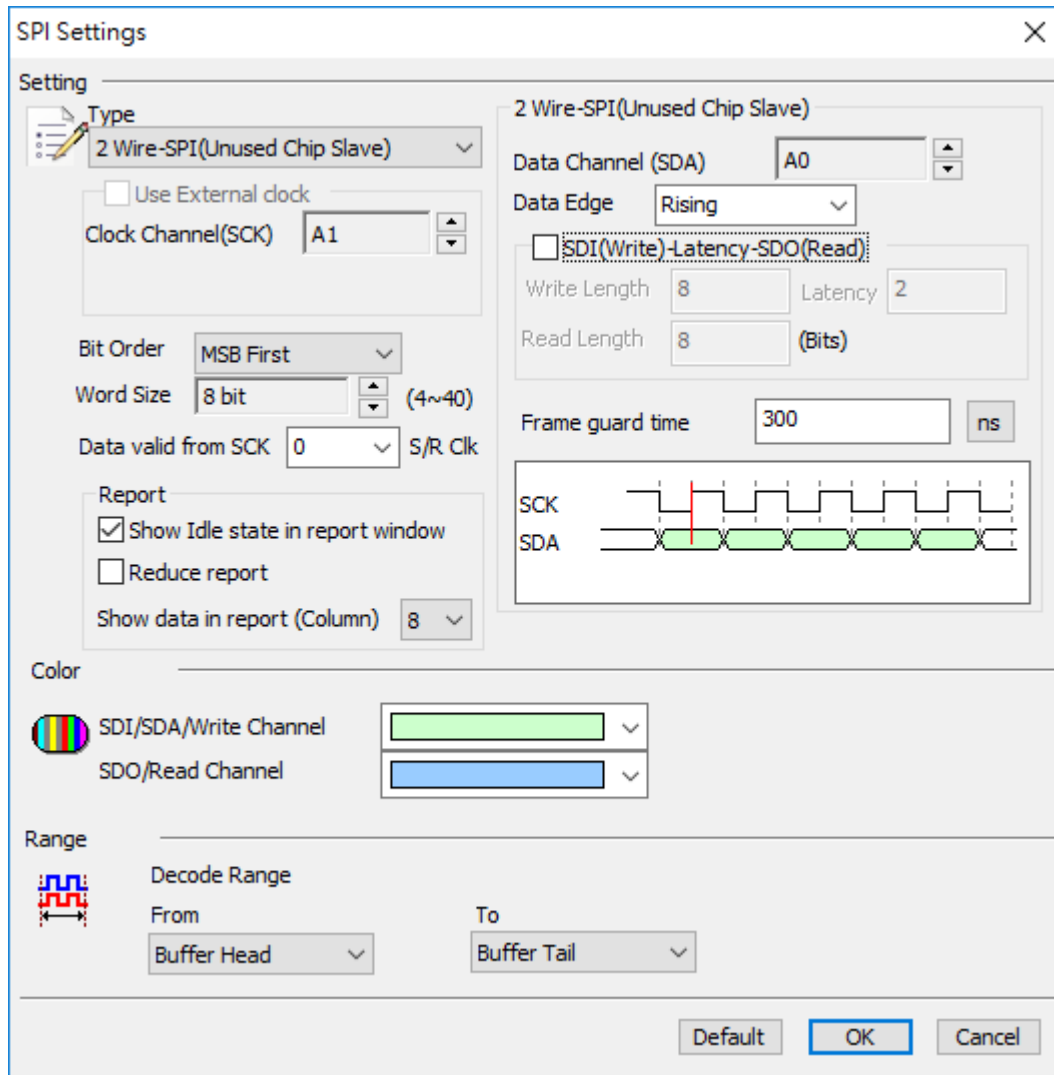 SPI Settings
Setting
Type
2 Wire-SPI(Unused Chip Slave)
Use External clock
Clock Channel(SCK) A1
Bit Order MSB First
Word Size 8 bit (4~40)
Data valid from SCK 0 S/R Clk
Report
Show Idle state in report window
Reduce report
Show data in report (Column) 8
2 Wire-SPI(Unused Chip Slave)
Data Channel (SDA) A0
Data Edge Rising
SDI(Write)-Latency-SDO(Read)
Write Length 8 Latency 2
Read Length 8 (Bits)
Frame guard time 300 ns
SCK
SDA
Color
SDI/SDA/Write Channel
SDO/Read Channel
Range
Decode Range
From To
Buffer Head Buffer Tail
Default OK Cancel